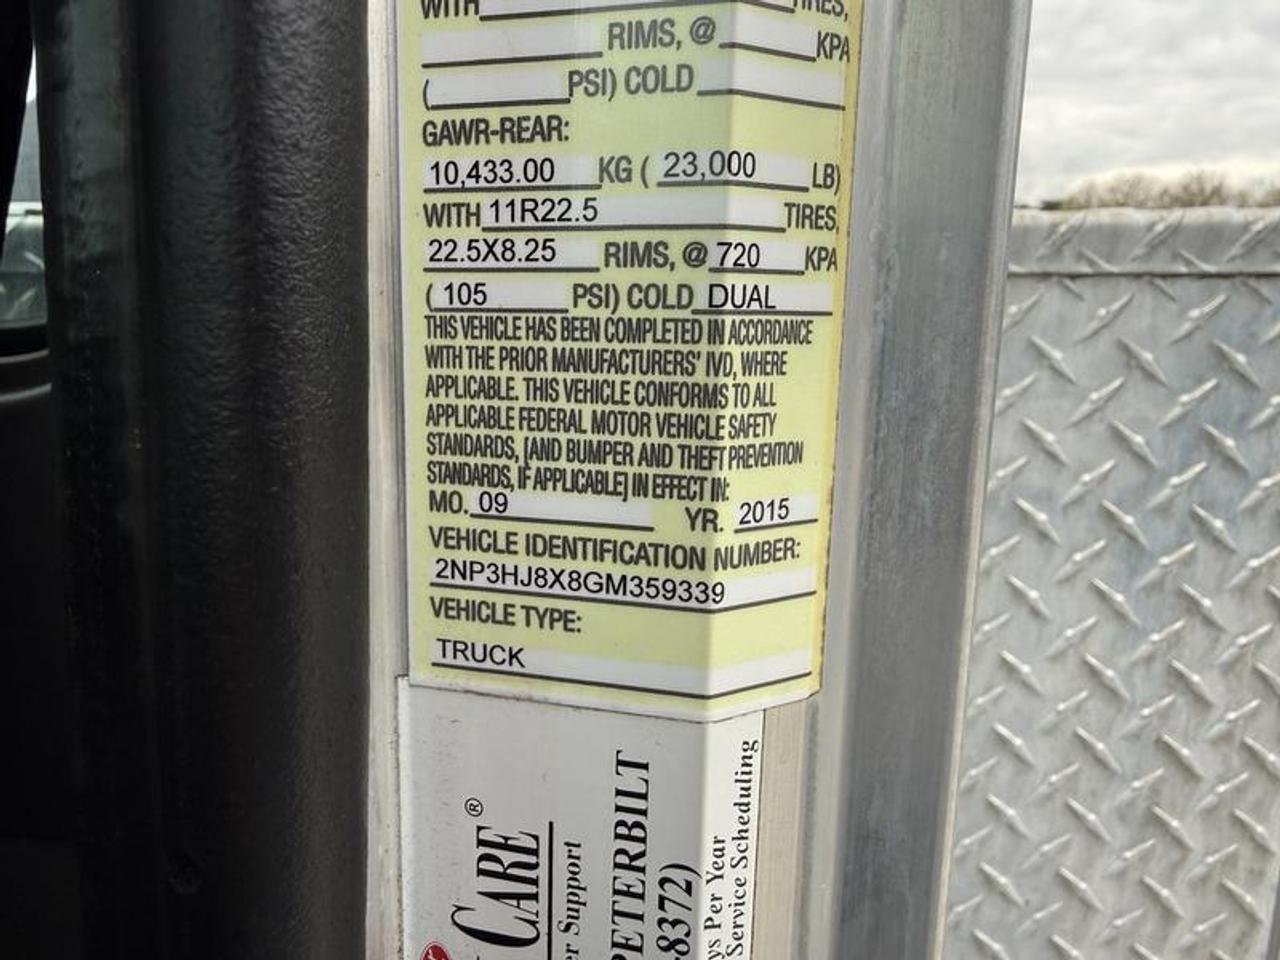 WITH TIRES,
RIMS, @ KPA
( PSI) COLD
GAWR-REAR:
10,433.00 KG ( 23,000 LB)
WITH 11R22.5 TIRES,
22.5X8.25 RIMS, @ 720 KPA
( 105 PSI) COLD DUAL
THIS VEHICLE HAS BEEN COMPLETED IN ACCORDANCE
WITH THE PRIOR MANUFACTURERS' IVD, WHERE
APPLICABLE. THIS VEHICLE CONFORMS TO ALL
APPLICABLE FEDERAL MOTOR VEHICLE SAFETY
STANDARDS, [AND BUMPER AND THEFT PREVENTION
STANDARDS, IF APPLICABLE] IN EFFECT IN:
MO. 09 YR. 2015
VEHICLE IDENTIFICATION NUMBER:
2NP3HJ8X8GM359339
VEHICLE TYPE:
TRUCK
CARE®
er Support
PETERBILT
-8372)
ys Per Year
Service Scheduling